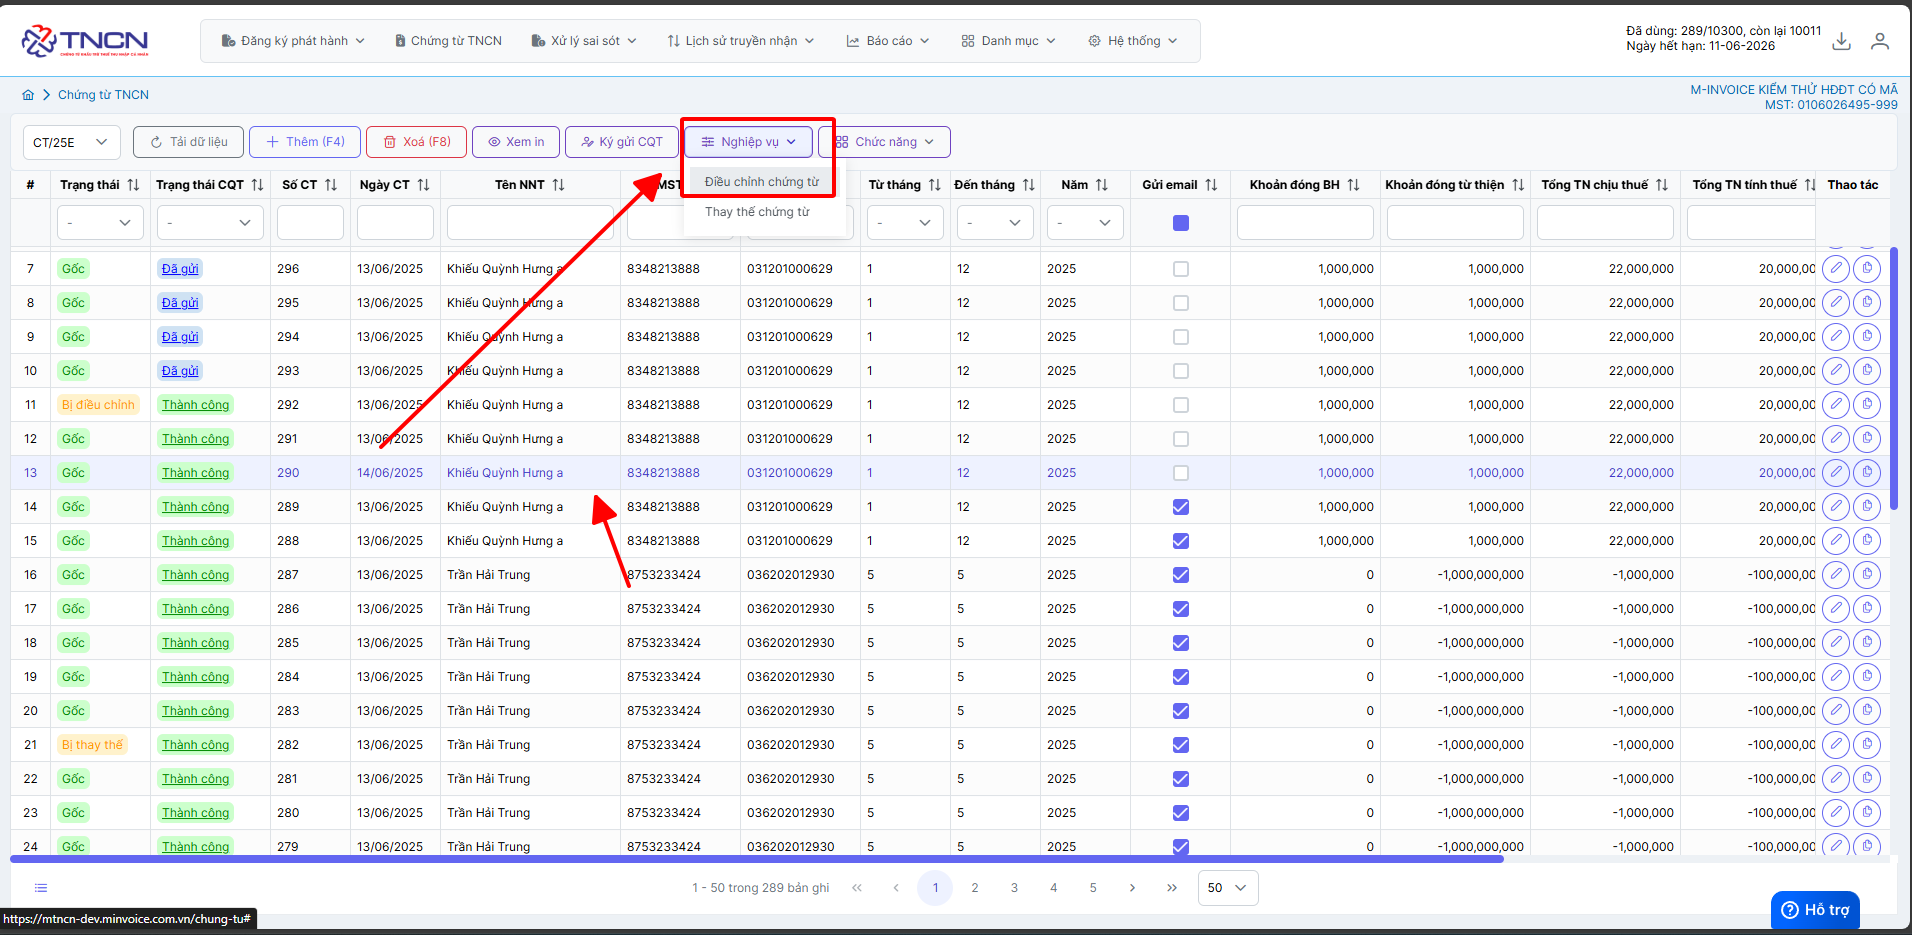 TNCN
CHỨNG TỪ KHẤU TRỪ THUẾ THU NHẬP CÁ NHÂN
Đăng ký phát hành
Chứng từ TNCN
Xử lý sai sót
Lịch sử truyền nhận
Báo cáo
Danh mục
Hệ thống
Đã dùng: 289/10300, còn lại 10011
Ngày hết hạn: 11-06-2026
Chứng từ TNCN
M-INVOICE KIỂM THỬ HĐĐT CÓ MÃ
MST: 0106026495-999
CT/25E
Tải dữ liệu
Thêm (F4)
Xoá (F8)
Xem in
Ký gửi CQT
Nghiệp vụ
Chức năng
Điều chỉnh chứng từ
Thay thế chứng từ
# Trạng thái Trạng thái CQT Số CT Ngày CT Tên NNT MST Từ tháng Đến tháng Năm Gửi email Khoản đóng BH Khoản đóng từ thiện Tổng TN chịu thuế Tổng TN tính thuế Thao tác
- - - - -
7 Gốc Đã gửi 296 13/06/2025 Khiếu Quỳnh Hưng a 8348213888 031201000629 1 12 2025 1,000,000 1,000,000 22,000,000 20,000,00
8 Gốc Đã gửi 295 13/06/2025 Khiếu Quỳnh Hưng a 8348213888 031201000629 1 12 2025 1,000,000 1,000,000 22,000,000 20,000,00
9 Gốc Đã gửi 294 13/06/2025 Khiếu Quỳnh Hưng a 8348213888 031201000629 1 12 2025 1,000,000 1,000,000 22,000,000 20,000,00
10 Gốc Đã gửi 293 13/06/2025 Khiếu Quỳnh Hưng a 8348213888 031201000629 1 12 2025 1,000,000 1,000,000 22,000,000 20,000,00
11 Bị điều chỉnh Thành công 292 13/06/2025 Khiếu Quỳnh Hưng a 8348213888 031201000629 1 12 2025 1,000,000 1,000,000 22,000,000 20,000,00
12 Gốc Thành công 291 13/06/2025 Khiếu Quỳnh Hưng a 8348213888 031201000629 1 12 2025 1,000,000 1,000,000 22,000,000 20,000,00
13 Gốc Thành công 290 14/06/2025 Khiếu Quỳnh Hưng a 8348213888 031201000629 1 12 2025 1,000,000 1,000,000 22,000,000 20,000,00
14 Gốc Thành công 289 13/06/2025 Khiếu Quỳnh Hưng a 8348213888 031201000629 1 12 2025 1,000,000 1,000,000 22,000,000 20,000,00
15 Gốc Thành công 288 13/06/2025 Khiếu Quỳnh Hưng a 8348213888 031201000629 1 12 2025 1,000,000 1,000,000 22,000,000 20,000,00
16 Gốc Thành công 287 13/06/2025 Trần Hải Trung 8753233424 036202012930 5 5 2025 0 -1,000,000,000 -1,000,000 -100,000,00
17 Gốc Thành công 286 13/06/2025 Trần Hải Trung 8753233424 036202012930 5 5 2025 0 -1,000,000,000 -1,000,000 -100,000,00
18 Gốc Thành công 285 13/06/2025 Trần Hải Trung 8753233424 036202012930 5 5 2025 0 -1,000,000,000 -1,000,000 -100,000,00
19 Gốc Thành công 284 13/06/2025 Trần Hải Trung 8753233424 036202012930 5 5 2025 0 -1,000,000,000 -1,000,000 -100,000,00
20 Gốc Thành công 283 13/06/2025 Trần Hải Trung 8753233424 036202012930 5 5 2025 0 -1,000,000,000 -1,000,000 -100,000,00
21 Bị thay thế Thành công 282 13/06/2025 Trần Hải Trung 8753233424 036202012930 5 5 2025 0 -1,000,000,000 -1,000,000 -100,000,00
22 Gốc Thành công 281 13/06/2025 Trần Hải Trung 8753233424 036202012930 5 5 2025 0 -1,000,000,000 -1,000,000 -100,000,00
23 Gốc Thành công 280 13/06/2025 Trần Hải Trung 8753233424 036202012930 5 5 2025 0 -1,000,000,000 -1,000,000 -100,000,00
24 Gốc Thành công 279 13/06/2025 Trần Hải Trung 8753233424 036202012930 5 5 2025 0 -1,000,000,000 -1,000,000 -100,000,00
1 - 50 trong 289 bản ghi « ‹ 1 2 3 4 5 › » 50
https://mtncn-dev.minvoice.com.vn/chung-tu#
Hỗ trợ